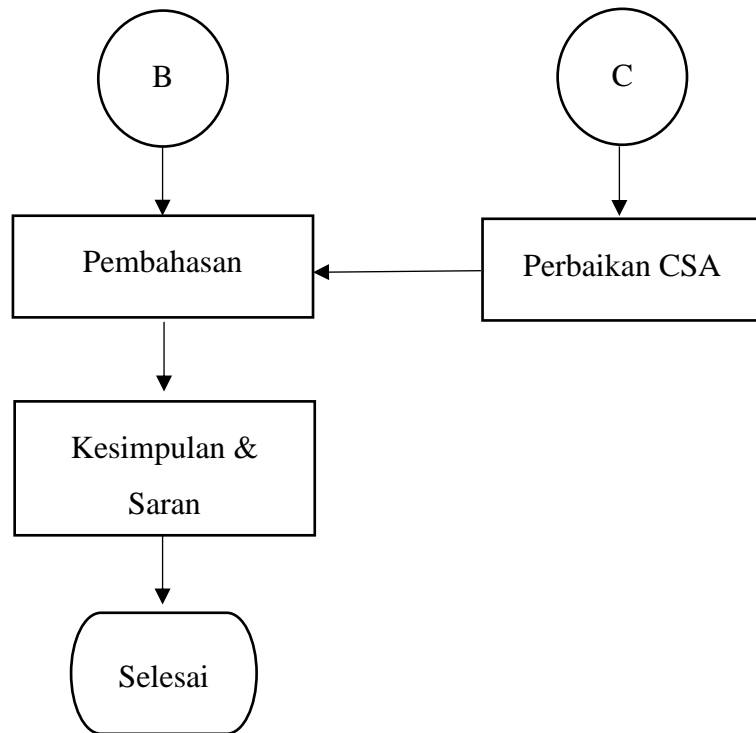 B
C
Pembahasan
Perbaikan CSA
Kesimpulan &
Saran
Selesai